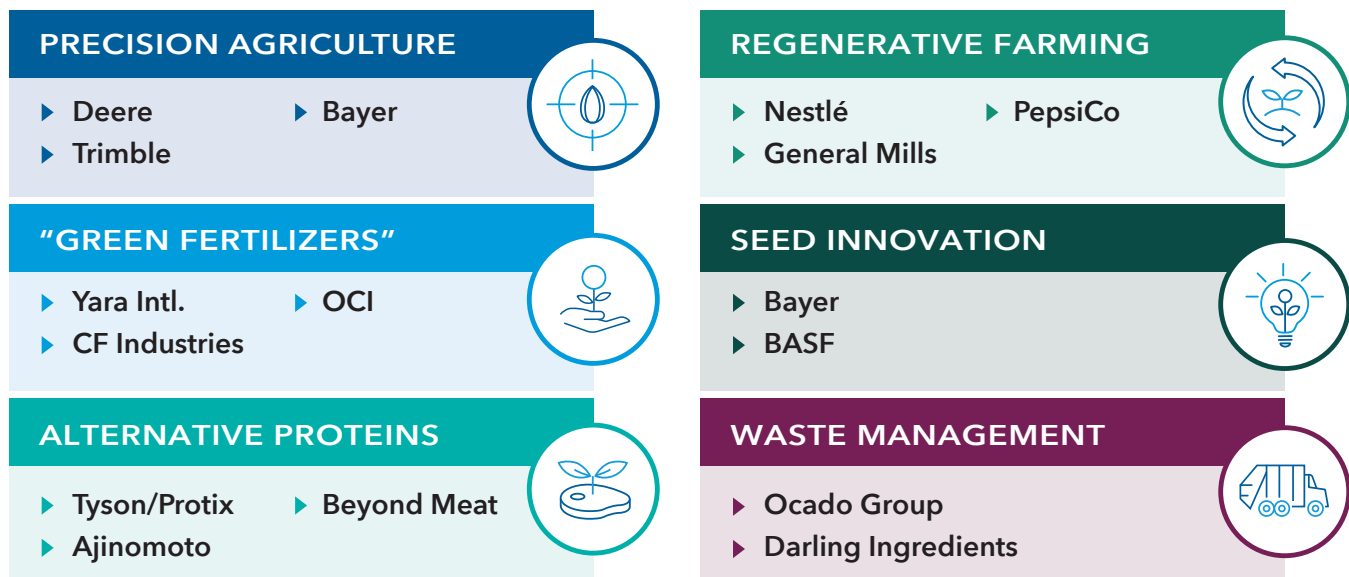 PRECISION AGRICULTURE
Deere
Bayer
Trimble
REGENERATIVE FARMING
Nestlé
PepsiCo
General Mills
“GREEN FERTILIZERS”
Yara Intl.
OCI
CF Industries
SEED INNOVATION
Bayer
BASF
ALTERNATIVE PROTEINS
Tyson/Protix
Beyond Meat
Ajinomoto
WASTE MANAGEMENT
Ocado Group
Darling Ingredients